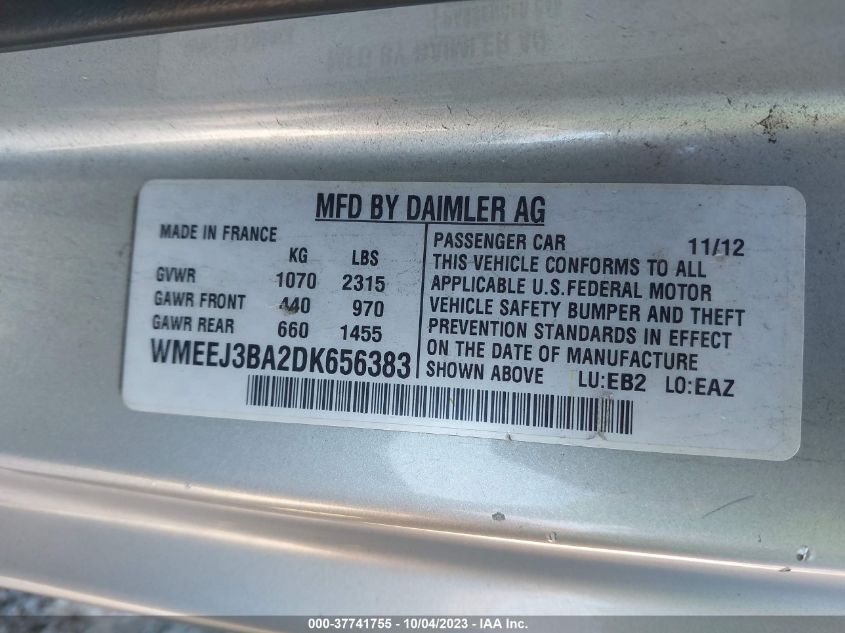 MFD BY DAIMLER AG
MADE IN FRANCE
KG LBS
GVWR 1070 2315
GAWR FRONT 440 970
GAWR REAR 660 1455
WMEEJ3BA2DK656383
PASSENGER CAR 11/12
THIS VEHICLE CONFORMS TO ALL
APPLICABLE U.S.FEDERAL MOTOR
VEHICLE SAFETY BUMPER AND THEFT
PREVENTION STANDARDS IN EFFECT
ON THE DATE OF MANUFACTURE
SHOWN ABOVE LU:EB2 LO:EAZ
000-37741755 - 10/04/2023 - IAA Inc.